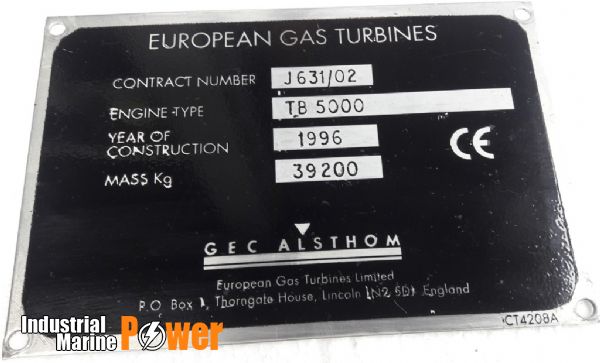 EUROPEAN GAS TURBINES
CONTRACT NUMBER J631/02
ENGINE TYPE TB 5000
YEAR OF
CONSTRUCTION 1996
CE
MASS Kg 39200
GEC ALSTHOM
European Gas Turbines Limited
P.O. Box 1, Thorngate House, Lincoln LN2 5DJ England
CT4208A
Industrial
Marine Power